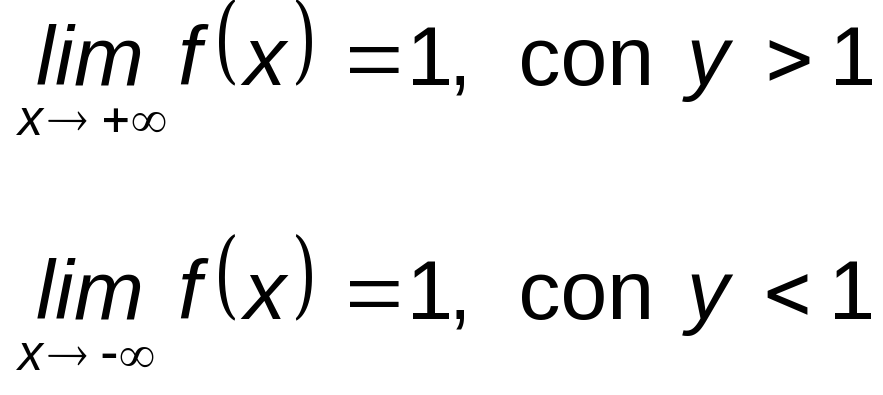 lim f(x) =1, con y > 1
x→ +∞
lim f(x) =1, con y < 1
x→ -∞